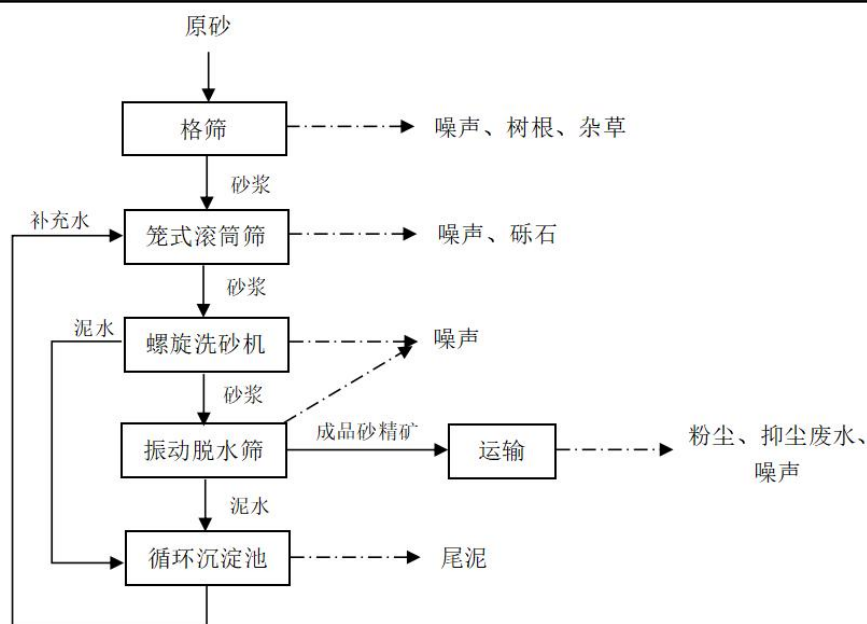 原砂
格筛
噪声、树根、杂草
砂浆
补充水
笼式滚筒筛
噪声、砾石
砂浆
泥水
螺旋洗砂机
噪声
砂浆
振动脱水筛
成品砂精矿
运输
粉尘、抑尘废水、
噪声
泥水
循环沉淀池
尾泥